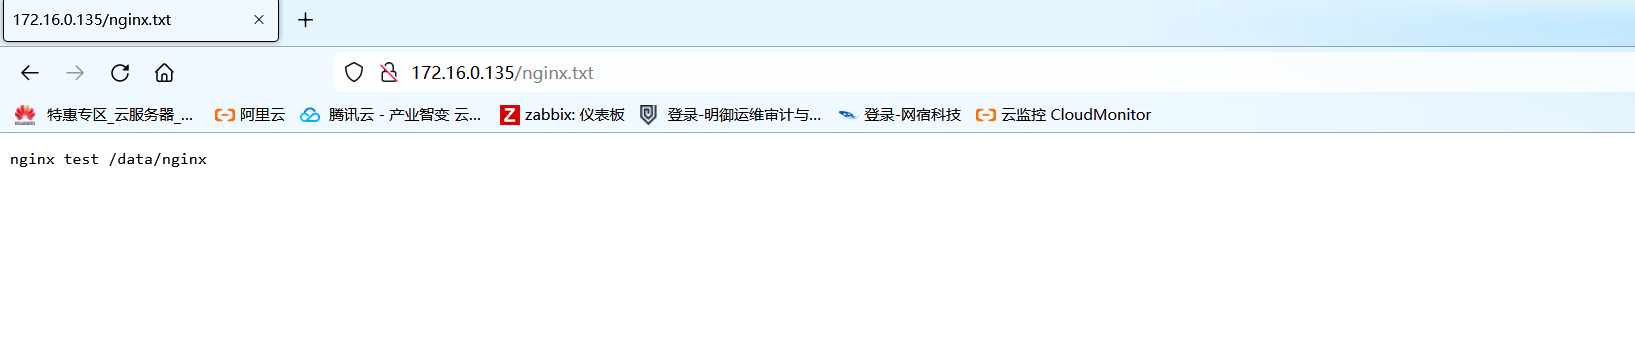 172.16.0.135/nginx.txt
172.16.0.135/nginx.txt
特惠专区_云服务器_... 阿里云 腾讯云 - 产业智变 云... zabbix: 仪表板 登录-明御运维审计与... 登录-网宿科技 云监控 CloudMonitor
nginx test /data/nginx